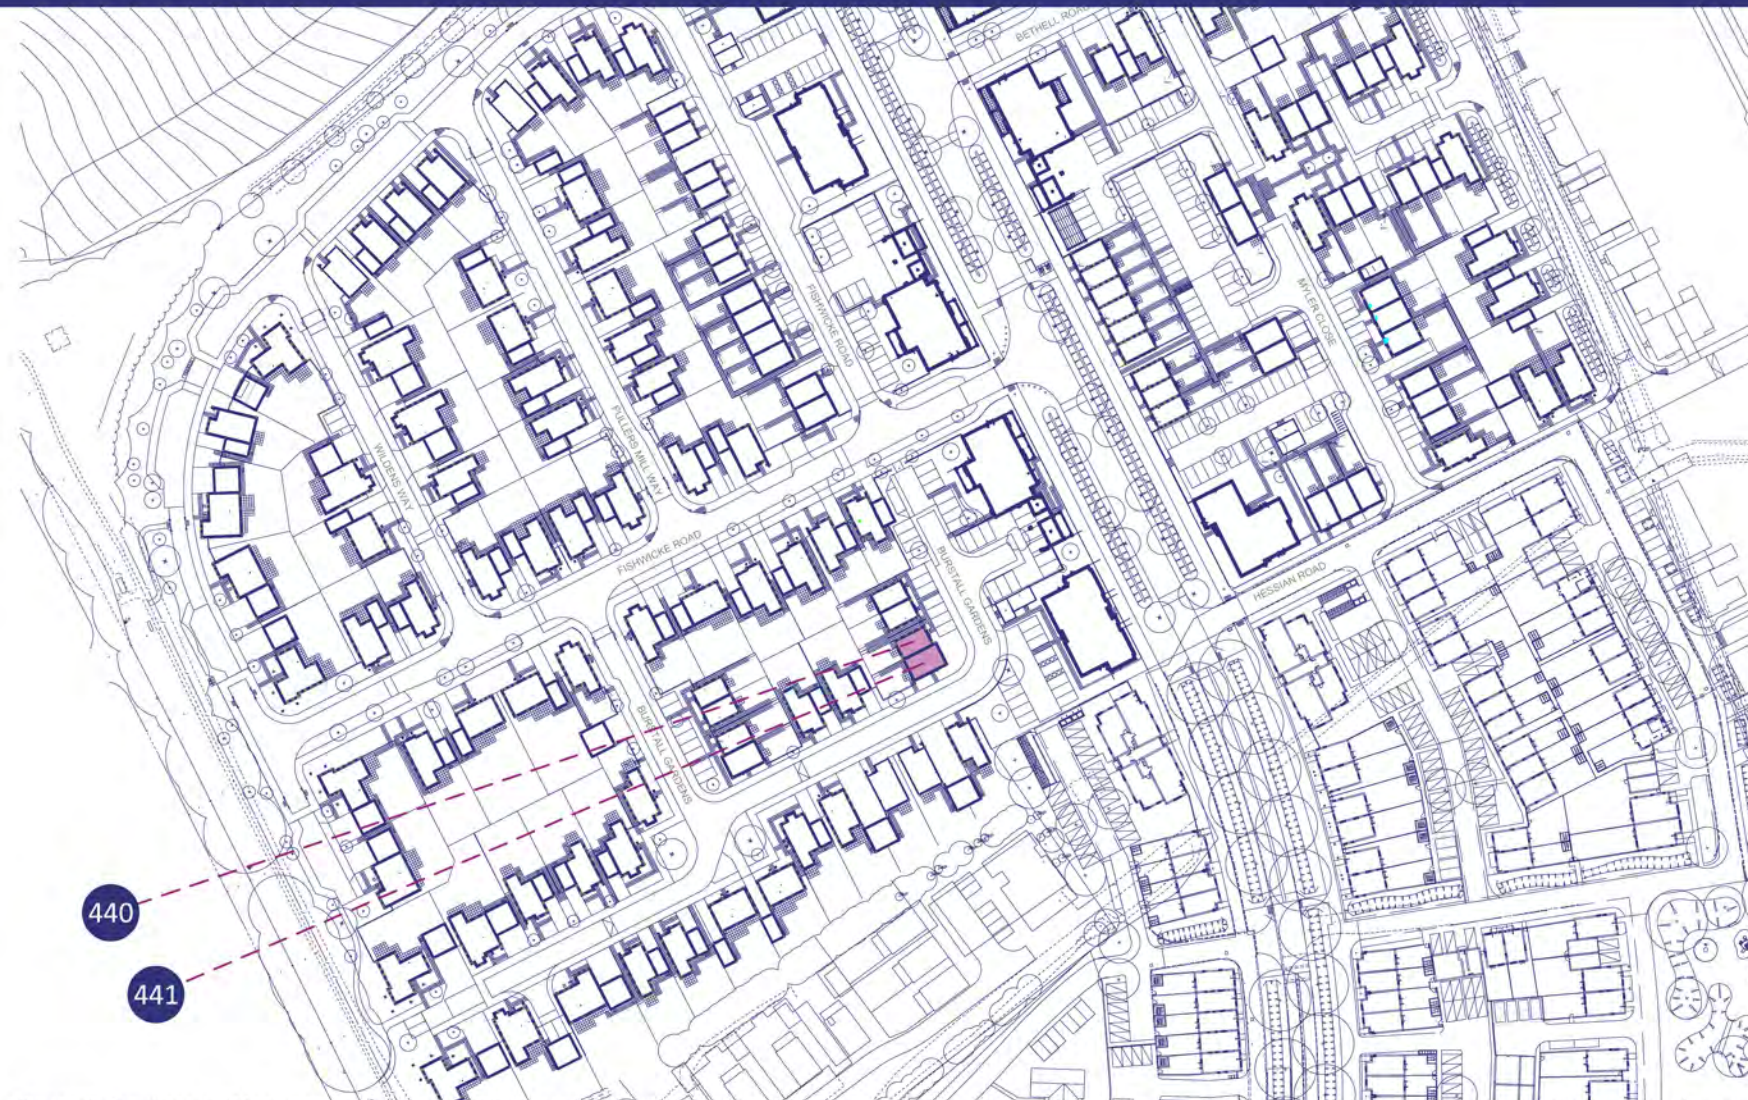 BETHELL ROAD
FISHWICKE ROAD
MYLER CLOSE
WILDENS WAY
FULLERS MILL WAY
FISHWICKE ROAD
BURSTALL GARDENS
HESSIAN ROAD
BURSTALL GARDENS
440
441